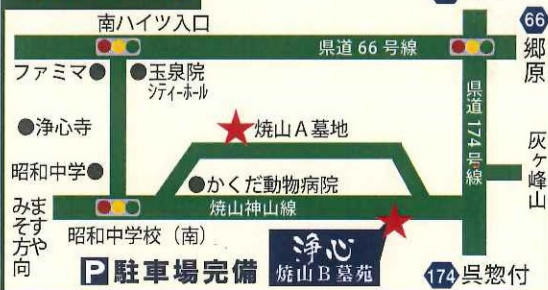 南ハイツ入口
66
県道66号線
郷原
ファミマ
玉泉院
シティーホール
県道174号線
焼山A墓地
浄心寺
灰ヶ峰山
昭和中学
かくだ動物病院
焼山神山線
ますや
みそ方向
昭和中学校（南）
浄心
焼山B墓苑
P駐車場完備
174
呉惣付